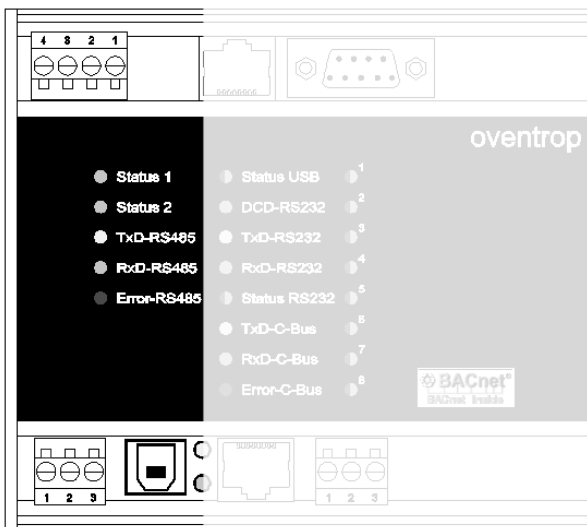 4 3 2 1
oventrop
Status 1 Status USB 1
Status 2 DCD-RS232 2
TxD-RS485 TxD-RS232 3
RxD-RS485 RxD-RS232 4
Error-RS485 Status RS232 5
TxD-C-Bus 6
RxD-C-Bus 7
Error-C-Bus 8
BACnet®
BACnet Inside
1 2 3 1 2 3